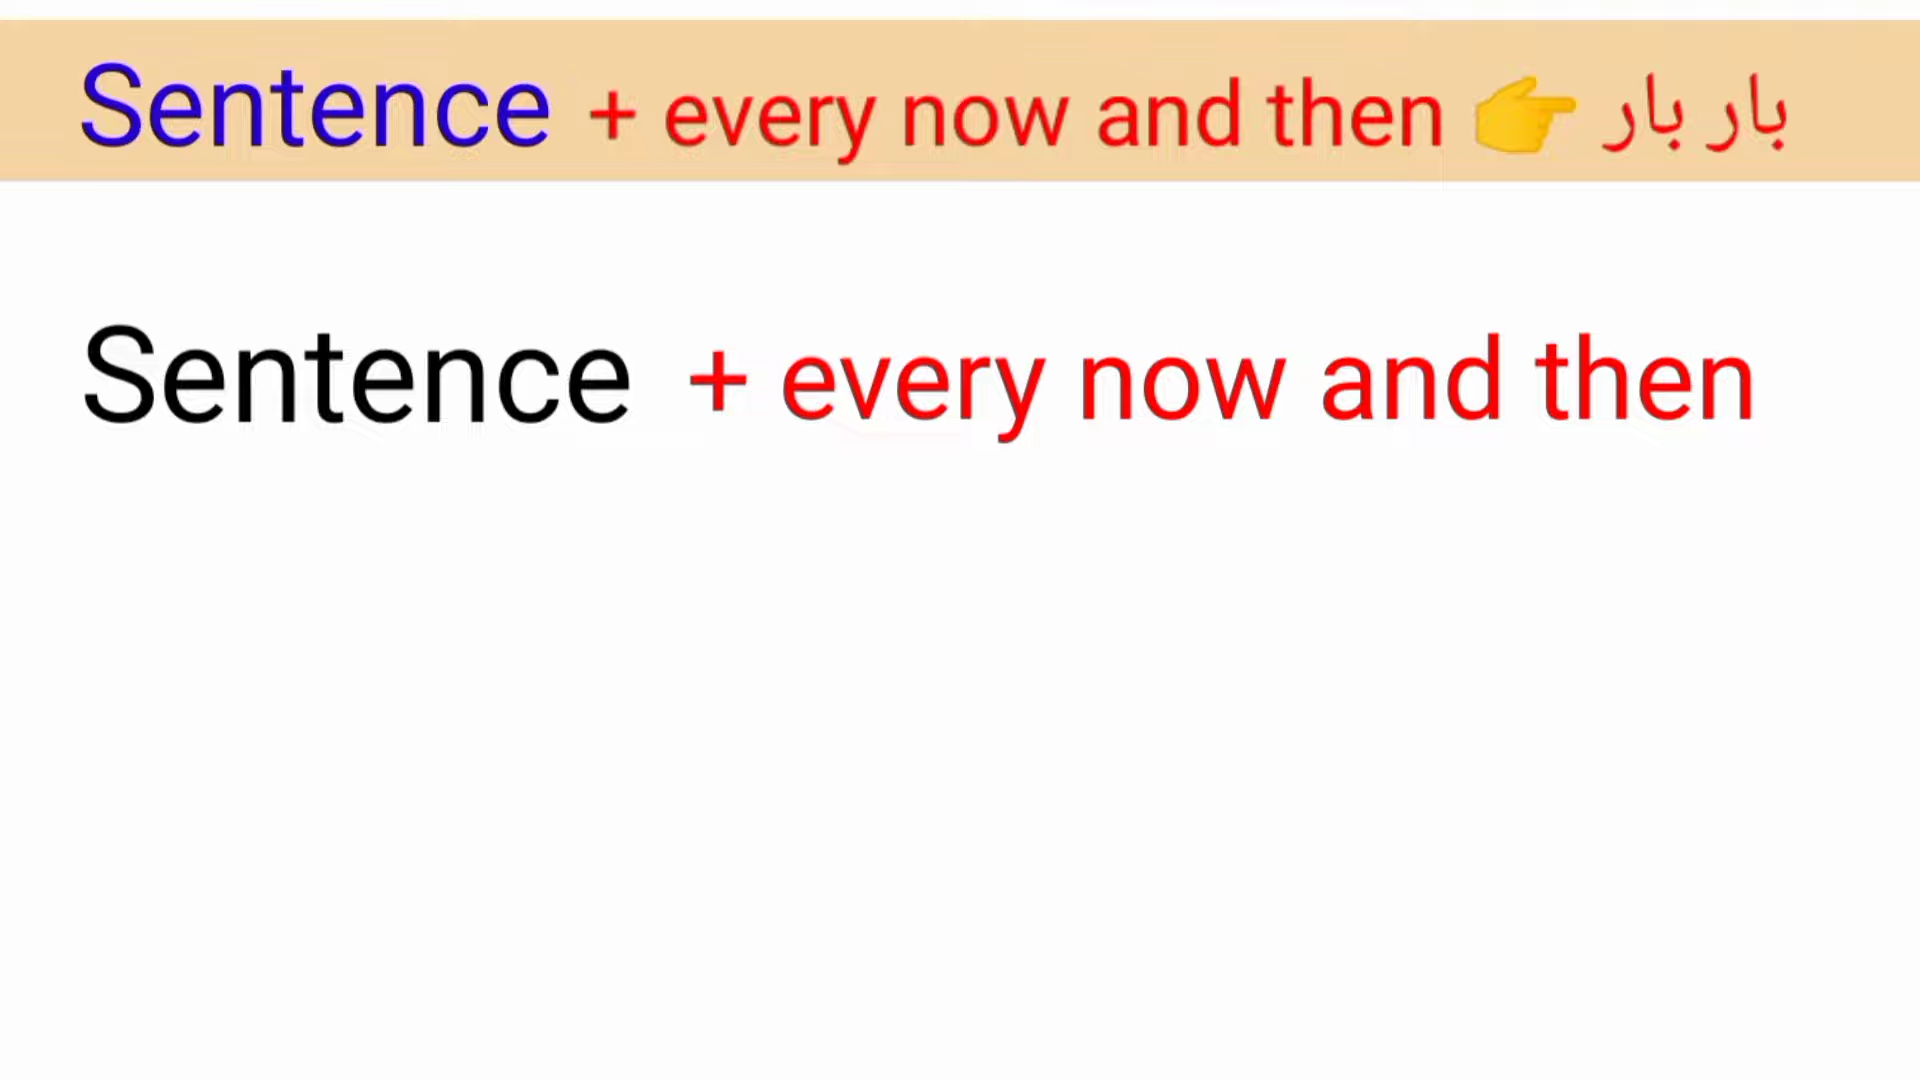 Sentence + every now and then 👉 بار بار
Sentence + every now and then